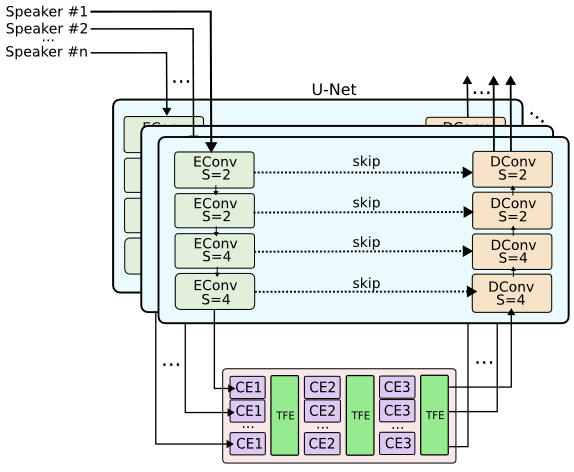 Speaker #1
Speaker #2
...
Speaker #n
...
U-Net
...
...
EConv
DConv
EConv
S=2
skip
DConv
S=2
EConv
S=2
skip
DConv
S=2
EConv
S=4
skip
DConv
S=4
EConv
S=4
skip
DConv
S=4
...
...
CE1
CE2
CE3
CE1
TFE
CE2
TFE
CE3
TFE
...
...
...
CE1
CE2
CE3